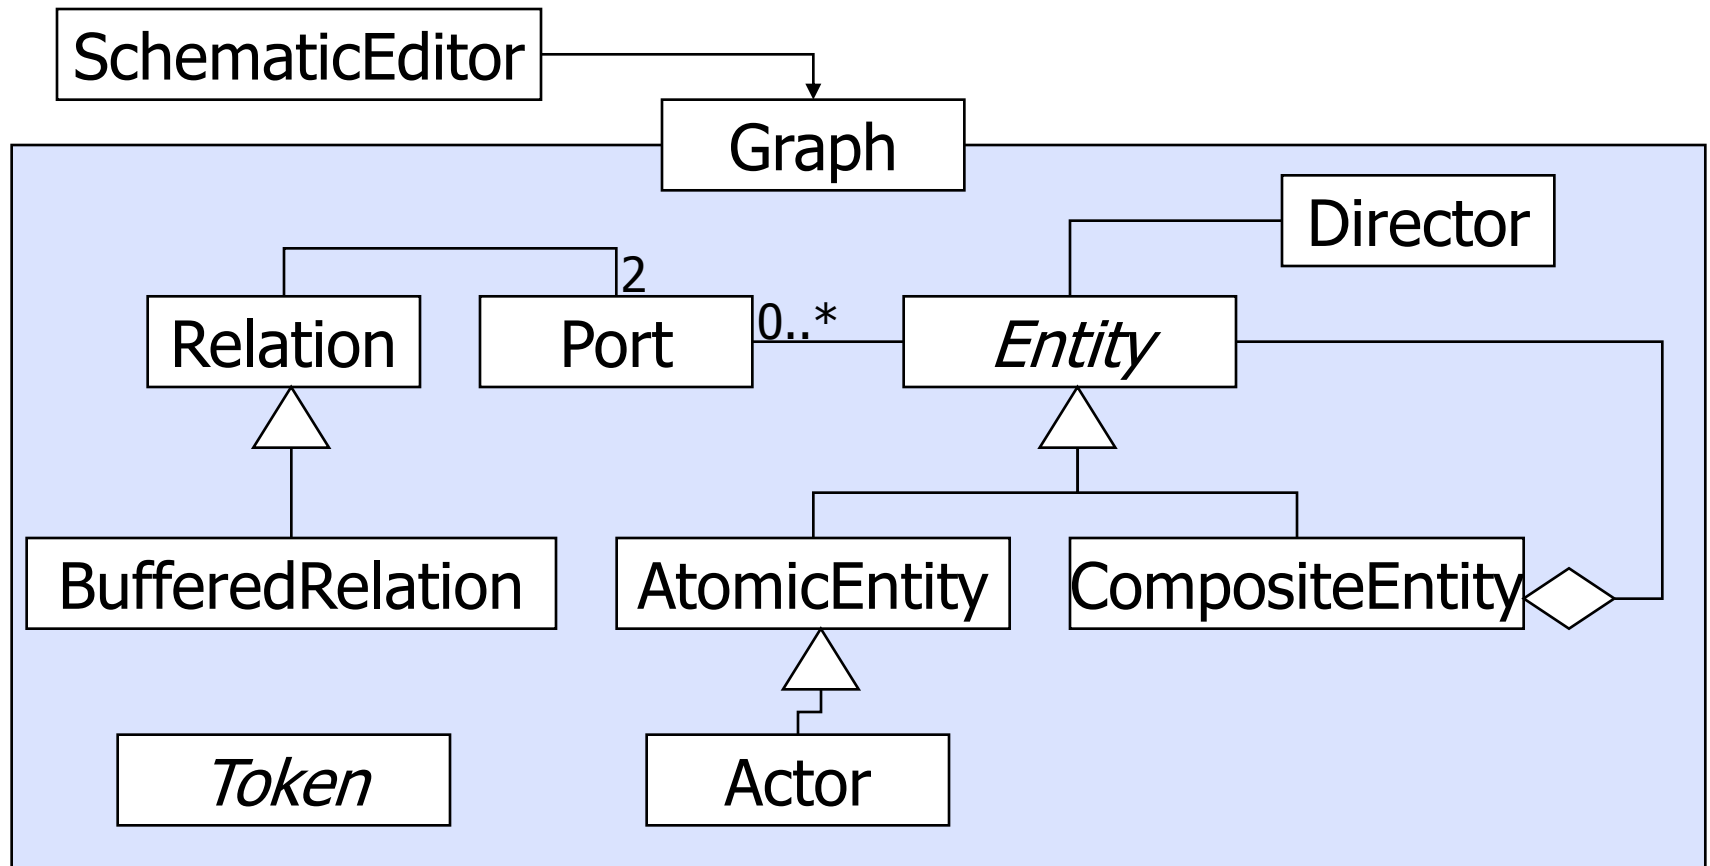 SchematicEditor
Graph
Director
2
0..*
Relation
Port
Entity
BufferedRelation
AtomicEntity
CompositeEntity
Token
Actor